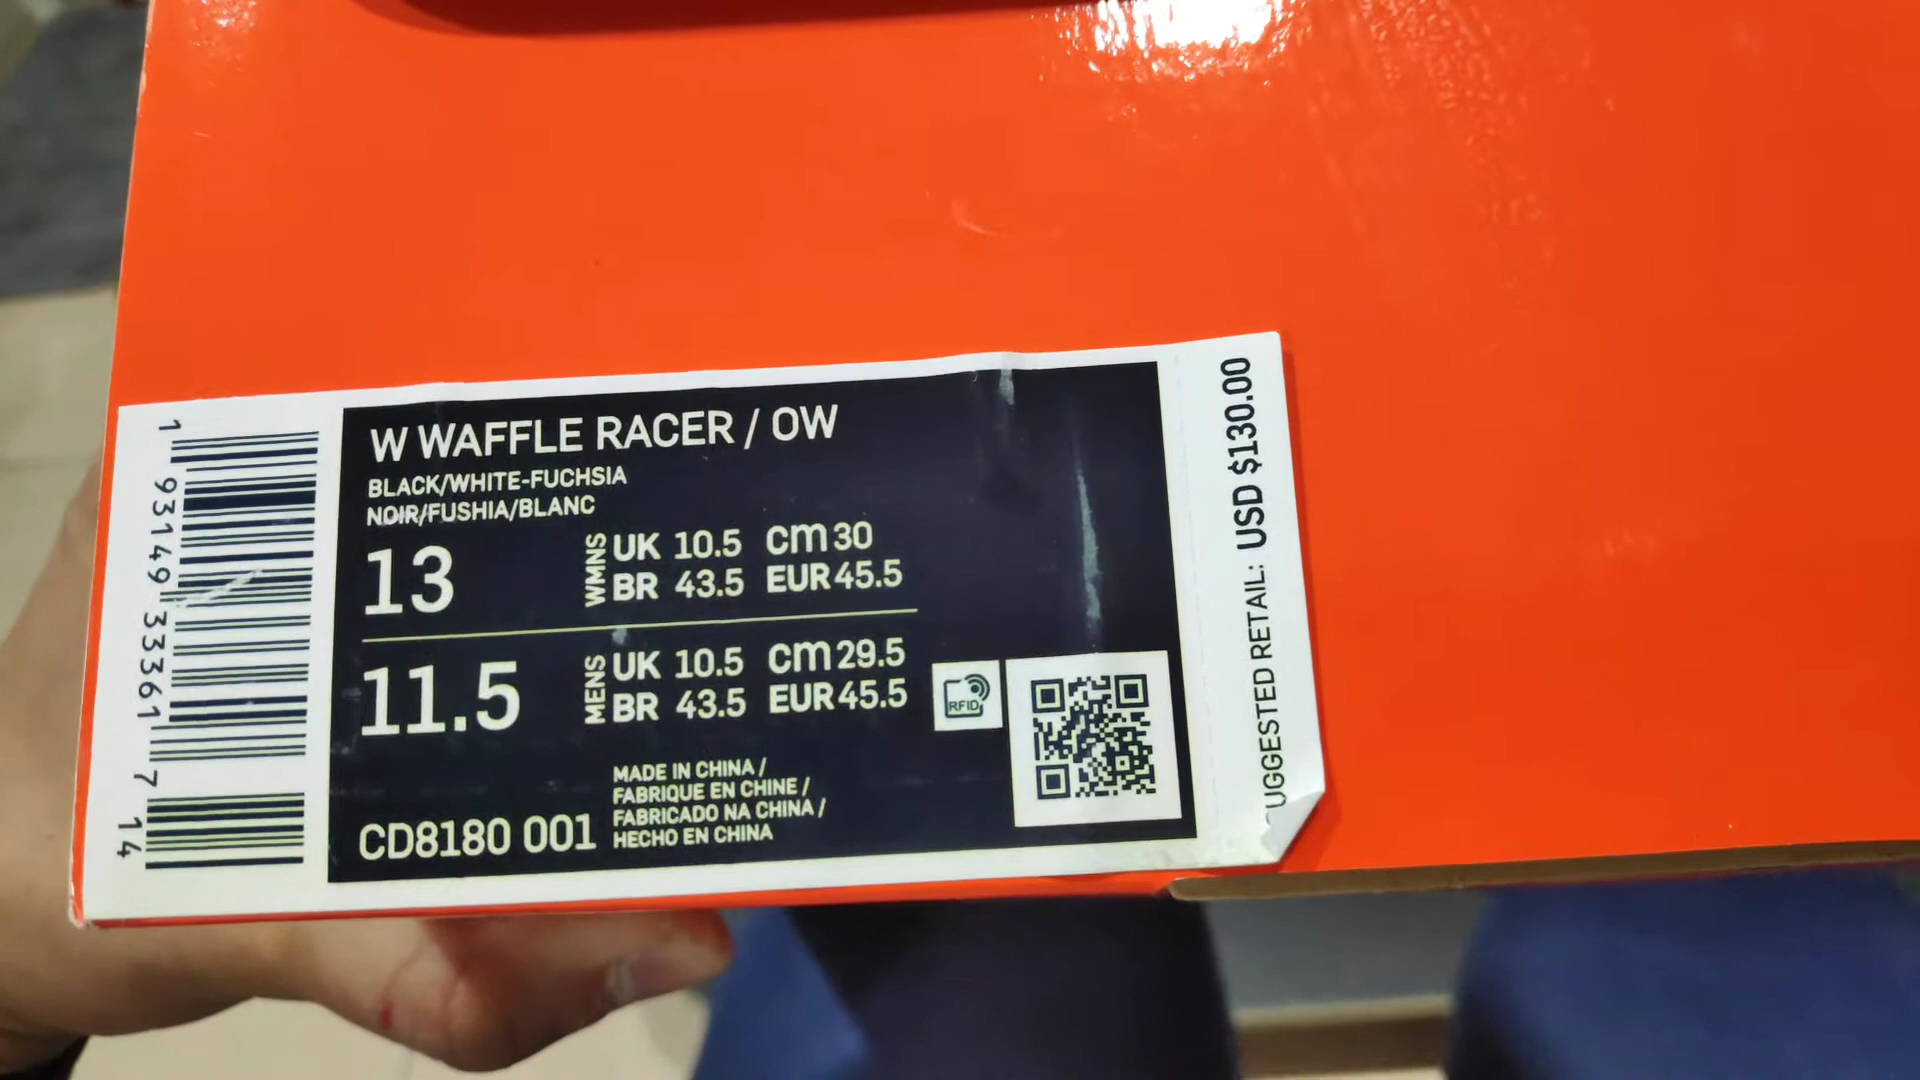 W WAFFLE RACER / OW
BLACK/WHITE-FUCHSIA
NOIR/FUSHIA/BLANC
13
WMNS
UK 10.5 cm 30
BR 43.5 EUR 45.5
11.5
MENS
UK 10.5 cm 29.5
BR 43.5 EUR 45.5
RFID
CD8180 001
MADE IN CHINA /
FABRIQUE EN CHINE /
FABRICADO NA CHINA /
HECHO EN CHINA
1 93149 33361 7 14
UGGESTED RETAIL: USD $130.00